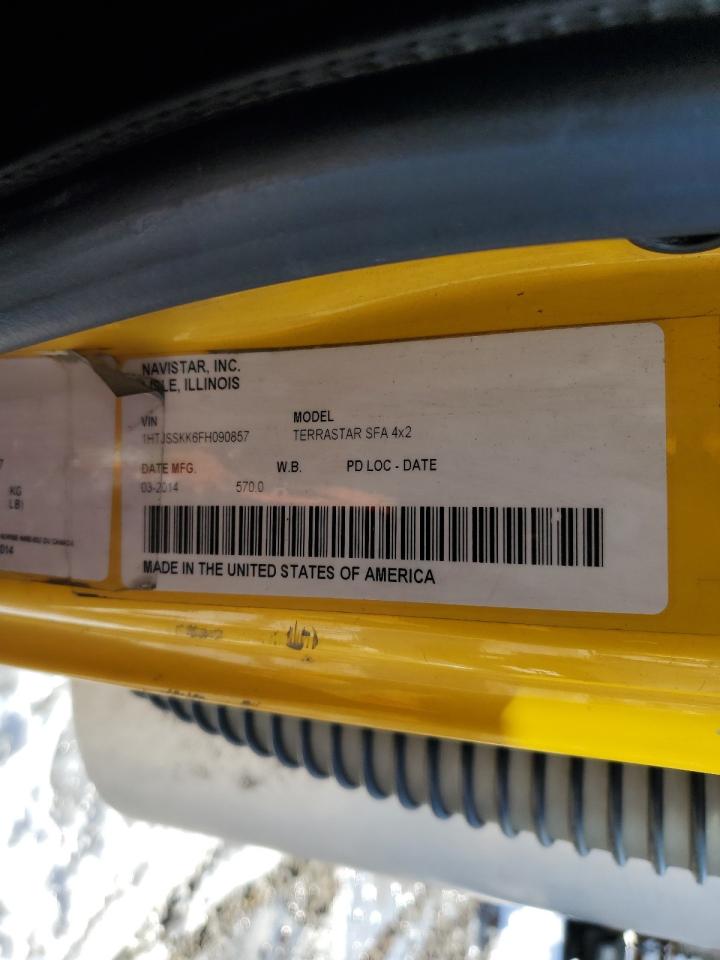 NAVISTAR, INC.
LISLE, ILLINOIS
VIN MODEL
1HTJSSKK6FH090857 TERRASTAR SFA 4x2
DATE MFG. W.B. PD LOC - DATE
03-2014 570.0
MADE IN THE UNITED STATES OF AMERICA
KG
LB)